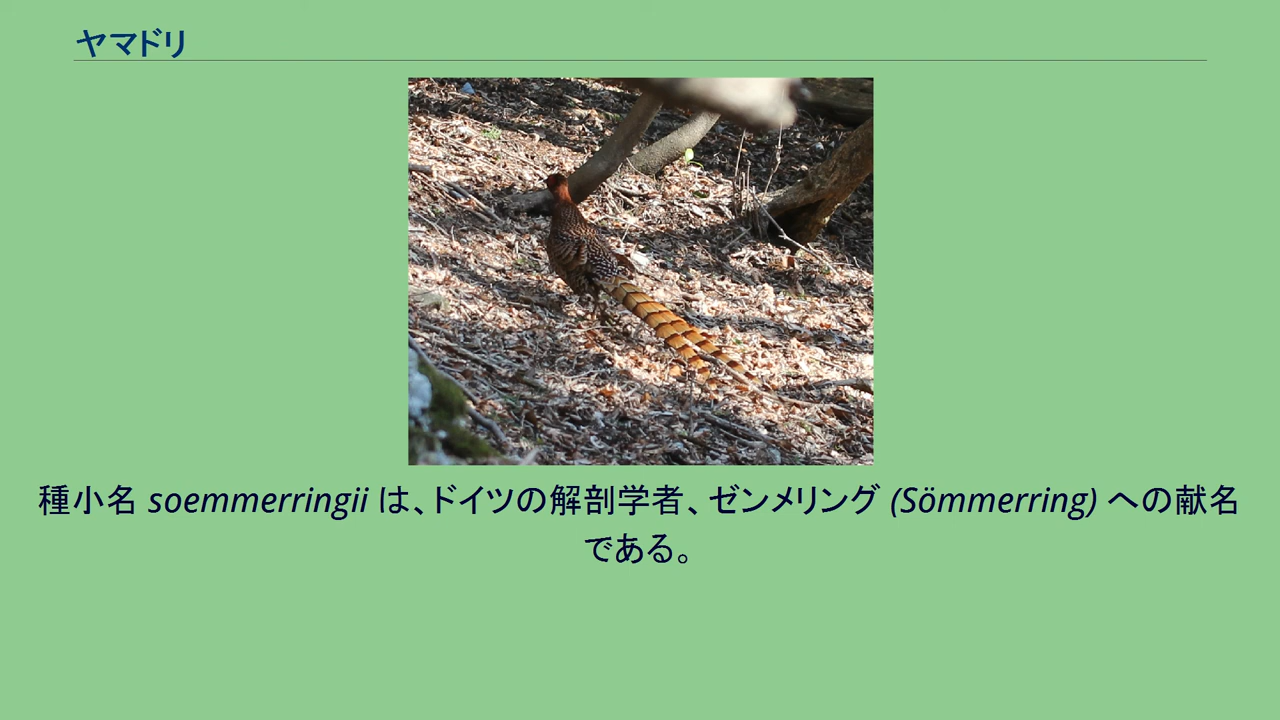 ヤマドリ
種小名 soemmerringii は、ドイツの解剖学者、ゼンメリング (Sömmerring) への献名
である。